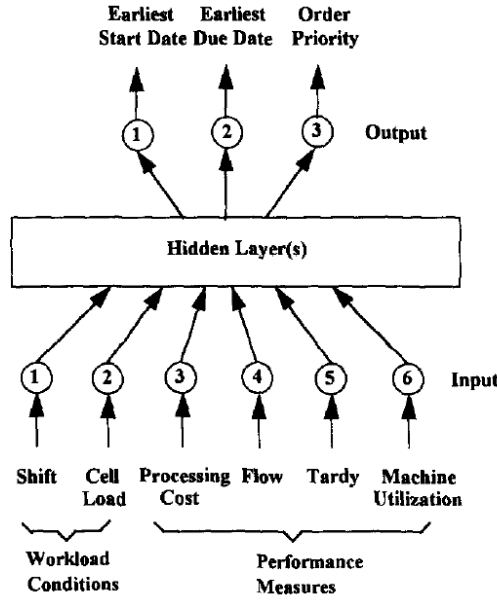 Earliest Start Date
Earliest Due Date
Order Priority
1 2 3 Output
Hidden Layer(s)
1 2 3 4 5 6 Input
Shift
Cell Load
Processing Cost
Flow
Tardy
Machine Utilization
Workload Conditions
Performance Measures